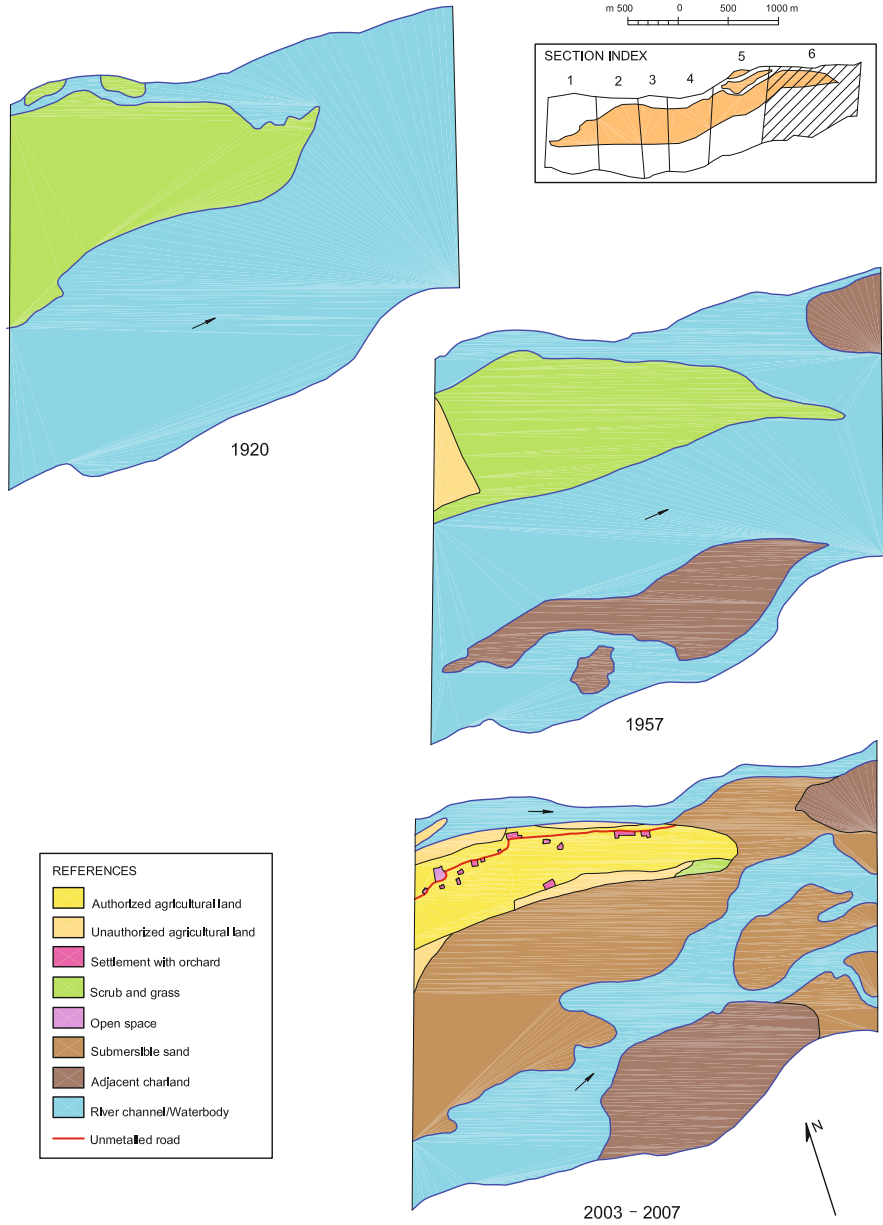 m 500 0 500 1000 m
SECTION INDEX
1 2 3 4 5 6
1920
1957
REFERENCES
Authorized agricultural land
Unauthorized agricultural land
Settlement with orchard
Scrub and grass
Open space
Submersible sand
Adjacent charland
River channel/Waterbody
Unmetalled road
N
2003 – 2007